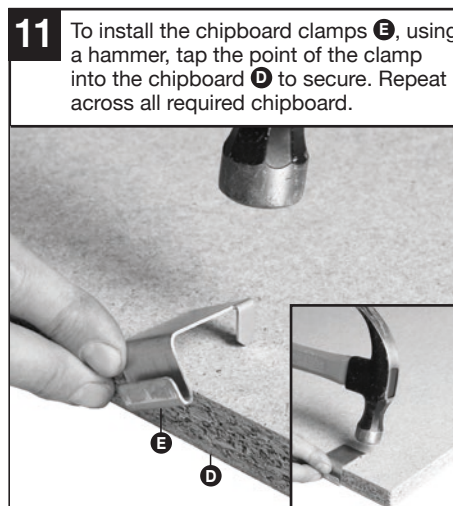 11
To install the chipboard clamps E, using
a hammer, tap the point of the clamp
into the chipboard D to secure. Repeat
across all required chipboard.
E
D